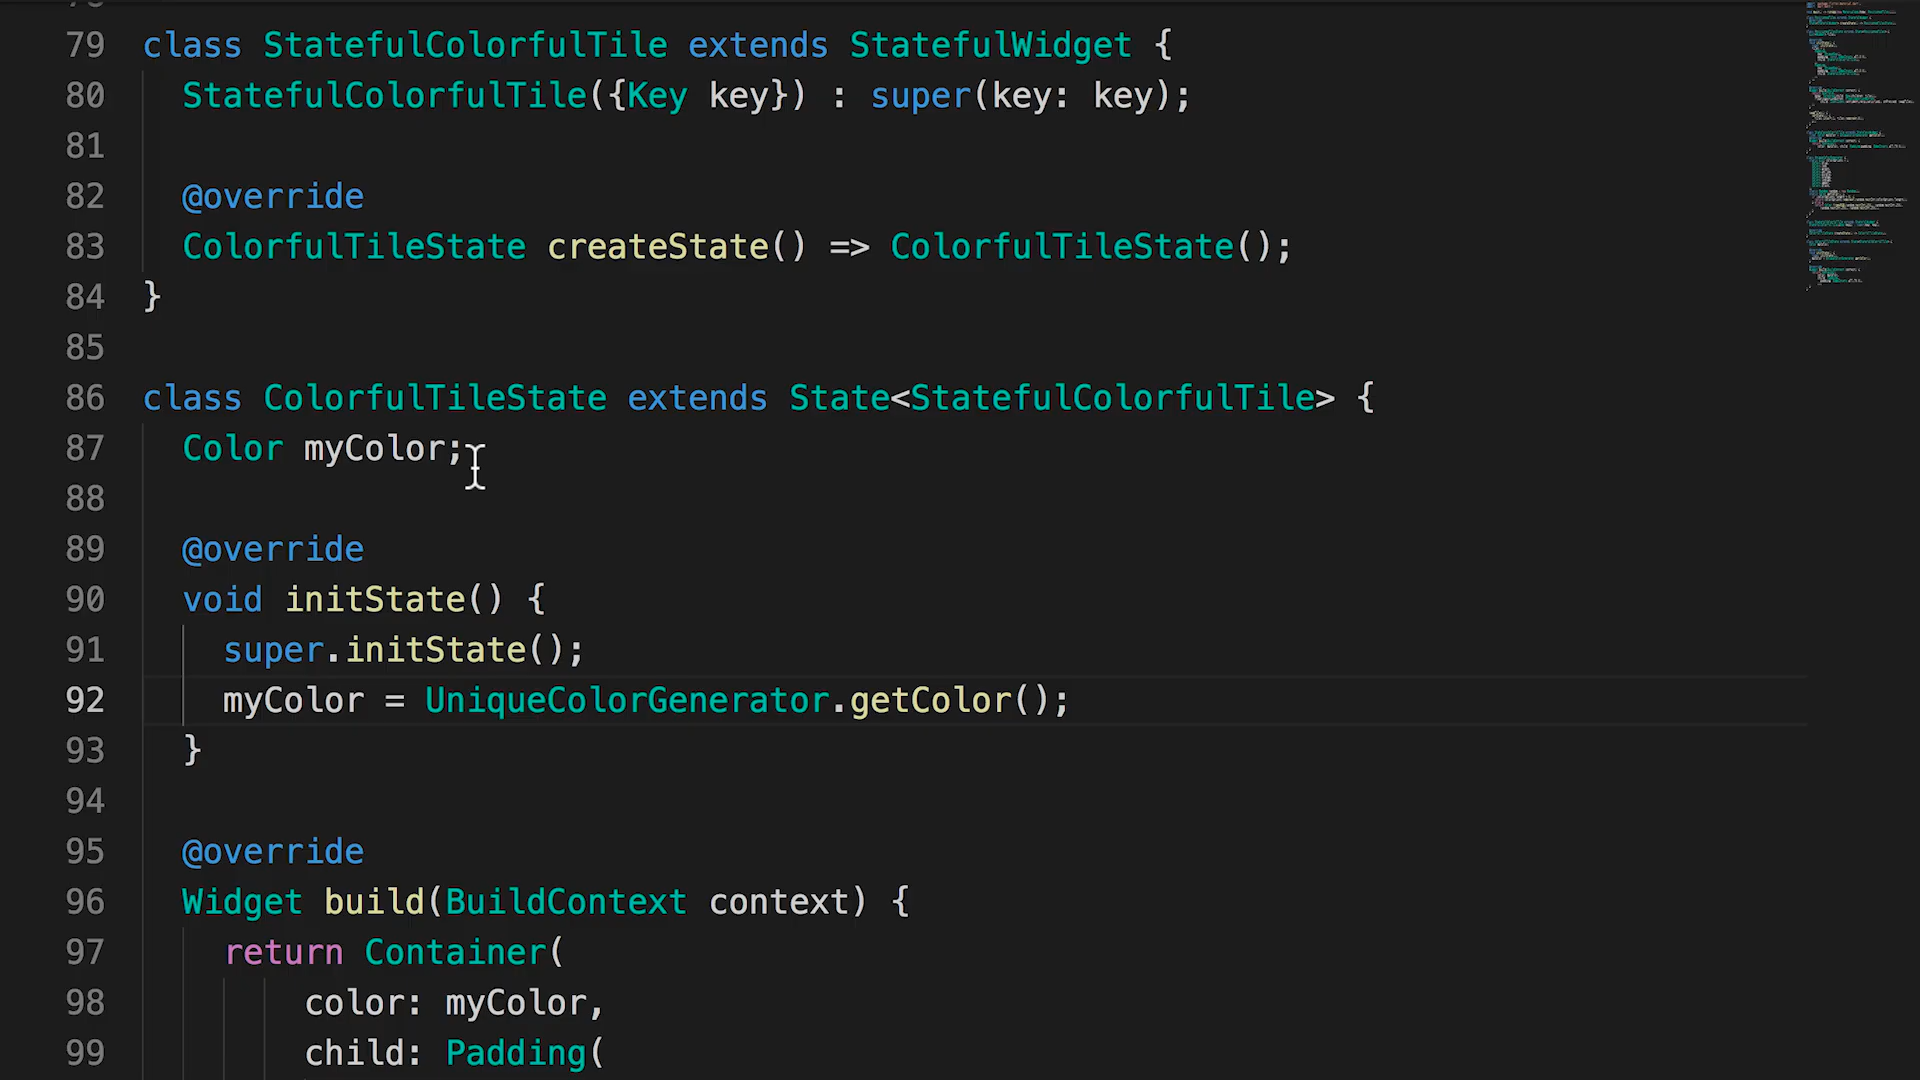 79 class StatefulColorfulTile extends StatefulWidget {
80 StatefulColorfulTile({Key key}) : super(key: key);
81
82 @override
83 ColorfulTileState createState() => ColorfulTileState();
84 }
85
86 class ColorfulTileState extends State<StatefulColorfulTile> {
87 Color myColor;
88
89 @override
90 void initState() {
91 super.initState();
92 myColor = UniqueColorGenerator.getColor();
93 }
94
95 @override
96 Widget build(BuildContext context) {
97 return Container(
98 color: myColor,
99 child: Padding(